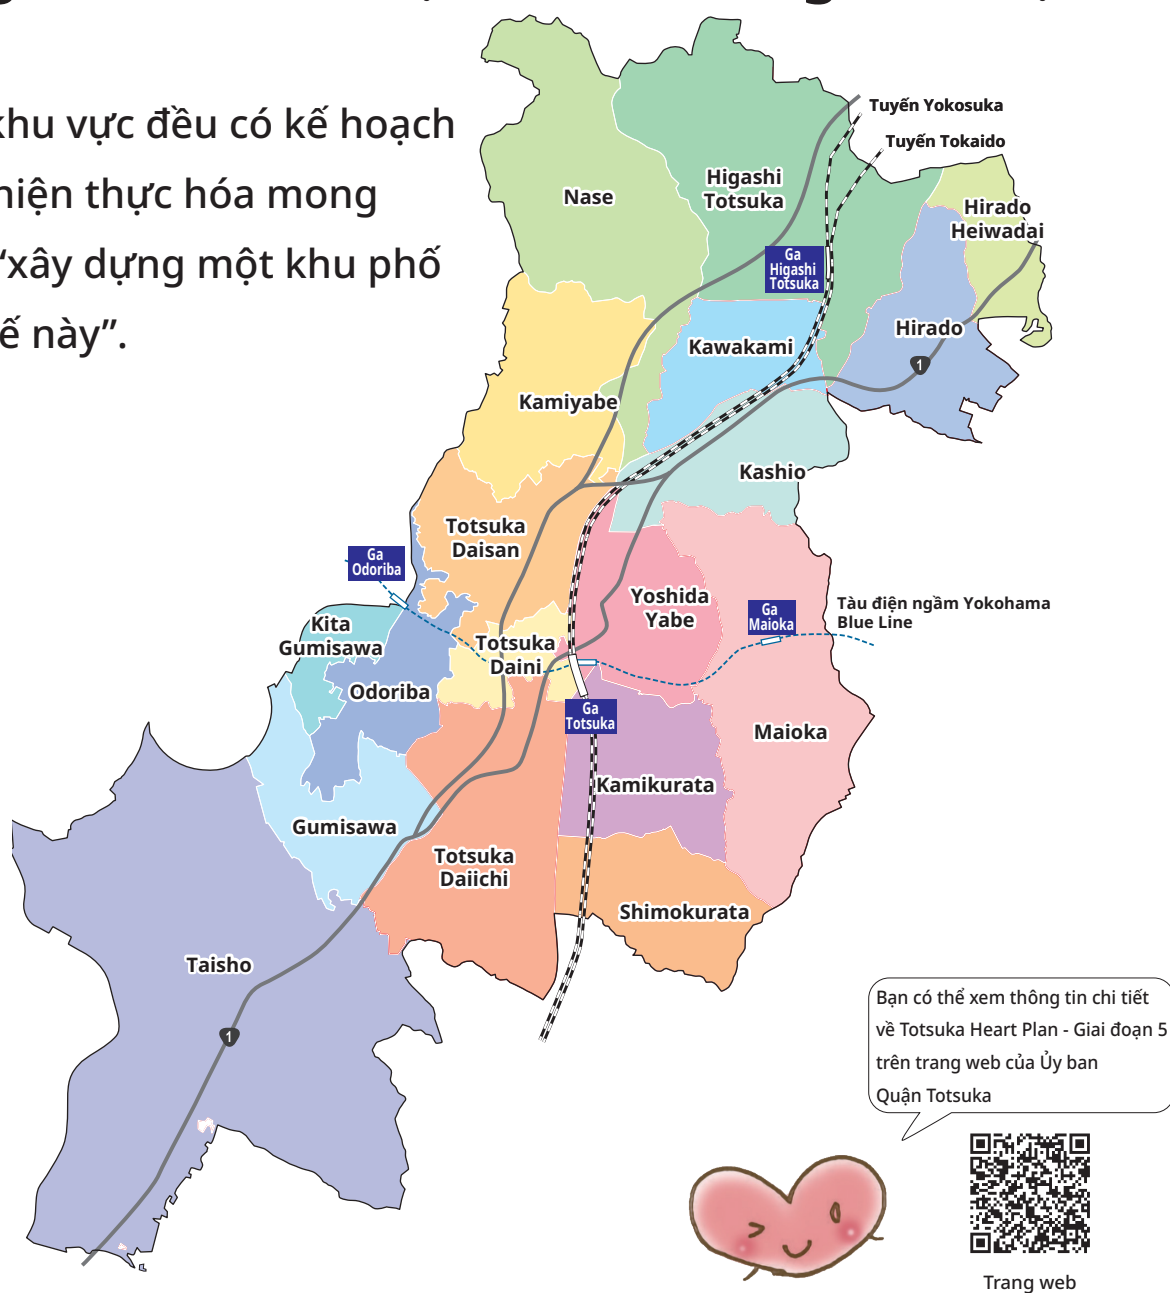 khu vực đều có kế hoạch
hiện thực hóa mong
“xây dựng một khu phố
này”.
Tuyến Yokosuka
Tuyến Tokaido
Nase
Higashi
Totsuka
Hirado
Heiwadai
Ga
Higashi
Totsuka
Hirado
1
Kawakami
Kamiyabe
Kashio
Totsuka
Daisan
Ga
Odoriba
Yoshida
Yabe
Ga
Maioka
Tàu điện ngầm Yokohama
Blue Line
Kita
Gumisawa
Totsuka
Daini
Odoriba
Ga
Totsuka
Maioka
Kamikurata
Gumisawa
Totsuka
Daiichi
Shimokurata
Taisho
1
Bạn có thể xem thông tin chi tiết
về Totsuka Heart Plan - Giai đoạn 5
trên trang web của Ủy ban
Quận Totsuka
Trang web